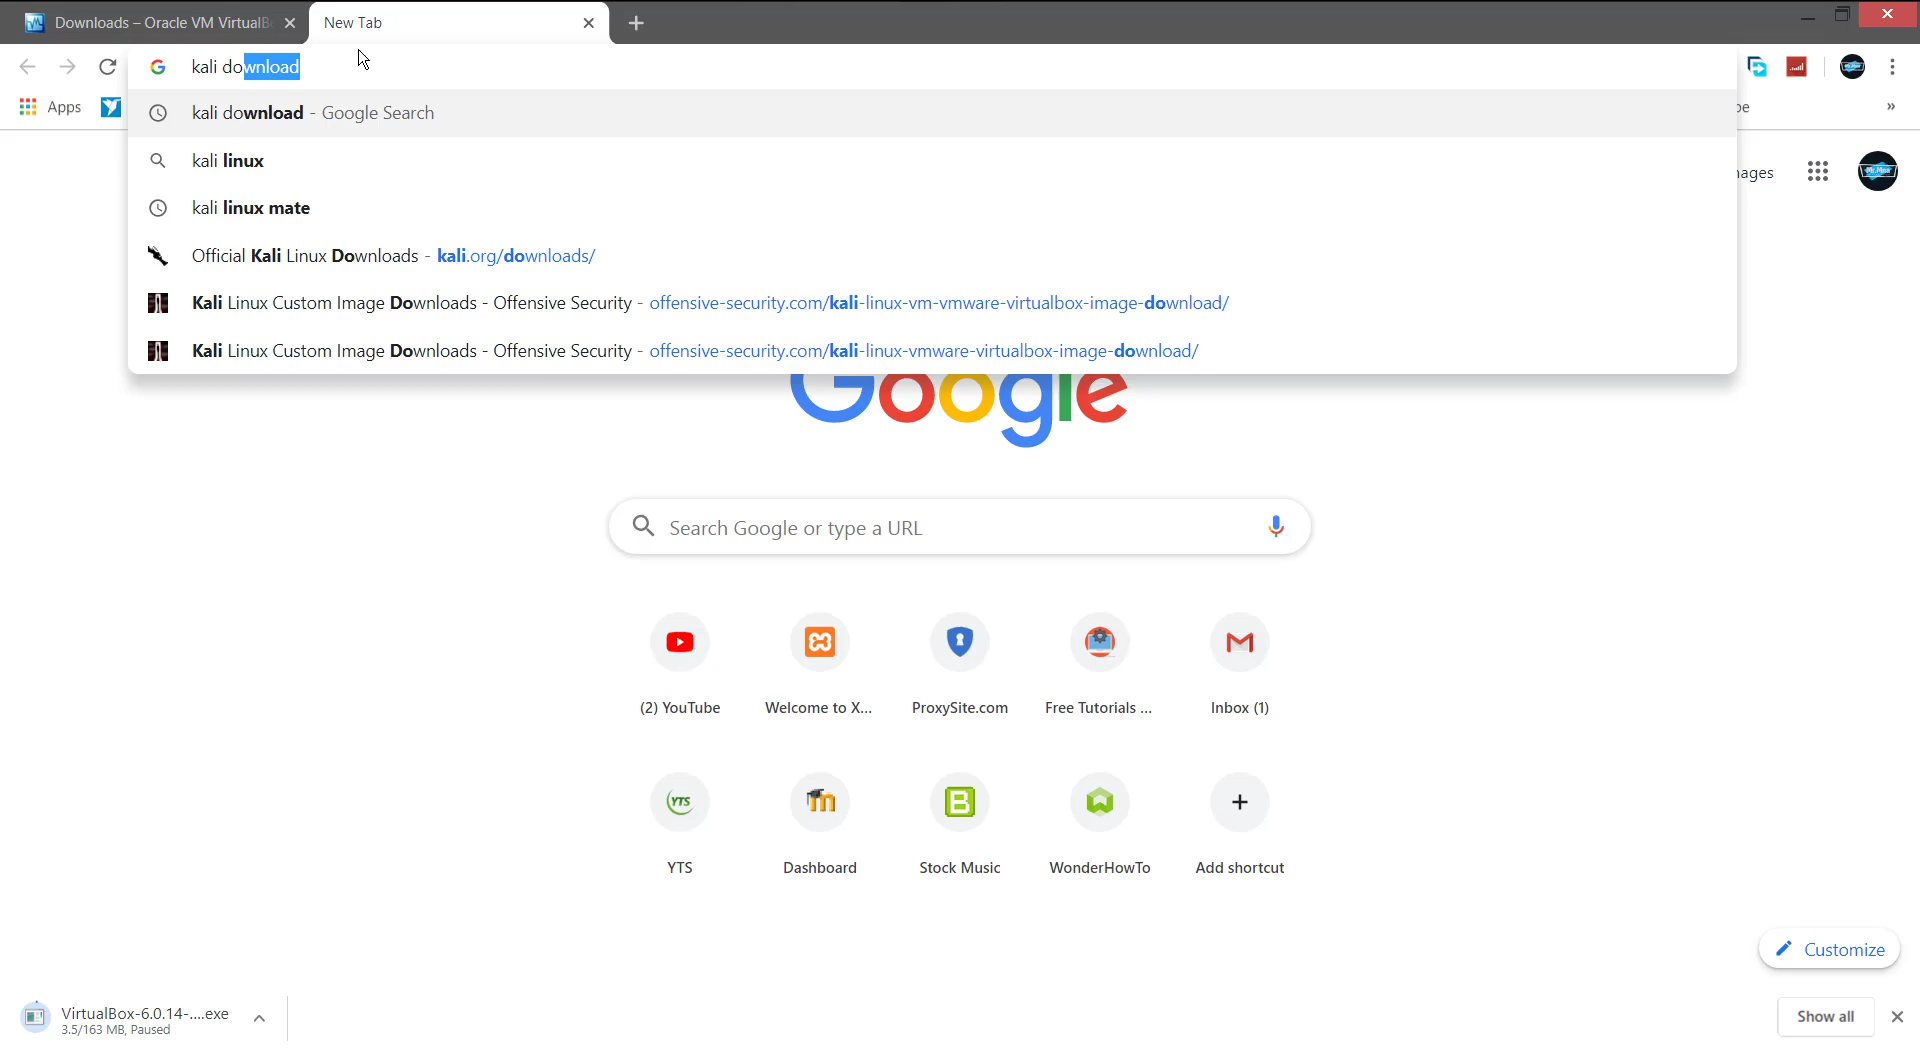 Downloads – Oracle VM VirtualB
New Tab
kali download
Apps
kali download - Google Search
kali linux
kali linux mate
Official Kali Linux Downloads - kali.org/downloads/
Kali Linux Custom Image Downloads - Offensive Security - offensive-security.com/kali-linux-vm-vmware-virtualbox-image-download/
Kali Linux Custom Image Downloads - Offensive Security - offensive-security.com/kali-linux-vmware-virtualbox-image-download/
Google
Search Google or type a URL
(2) YouTube
Welcome to X...
ProxySite.com
Free Tutorials ...
Inbox (1)
YTS
YTS
Dashboard
Stock Music
WonderHowTo
Add shortcut
Customize
VirtualBox-6.0.14-....exe
3.5/163 MB, Paused
Show all